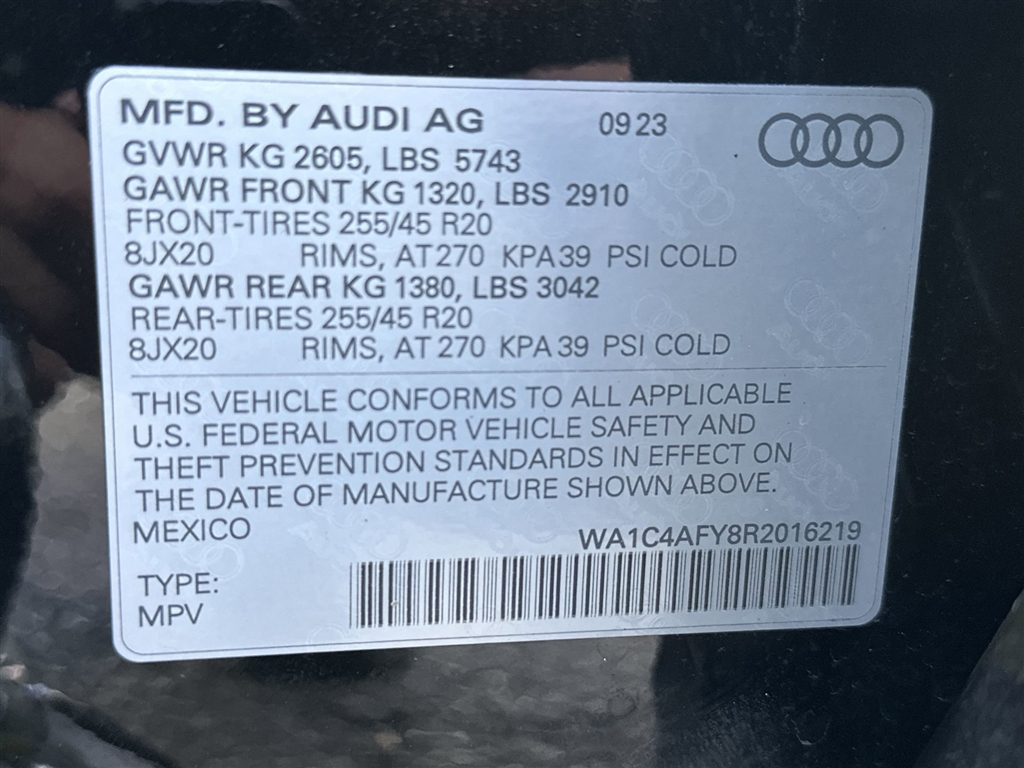 MFD. BY AUDI AG 09 23
GVWR KG 2605, LBS 5743
GAWR FRONT KG 1320, LBS 2910
FRONT-TIRES 255/45 R20
8JX20 RIMS, AT 270 KPA 39 PSI COLD
GAWR REAR KG 1380, LBS 3042
REAR-TIRES 255/45 R20
8JX20 RIMS, AT 270 KPA 39 PSI COLD
THIS VEHICLE CONFORMS TO ALL APPLICABLE
U.S. FEDERAL MOTOR VEHICLE SAFETY AND
THEFT PREVENTION STANDARDS IN EFFECT ON
THE DATE OF MANUFACTURE SHOWN ABOVE.
MEXICO WA1C4AFY8R2016219
TYPE:
MPV